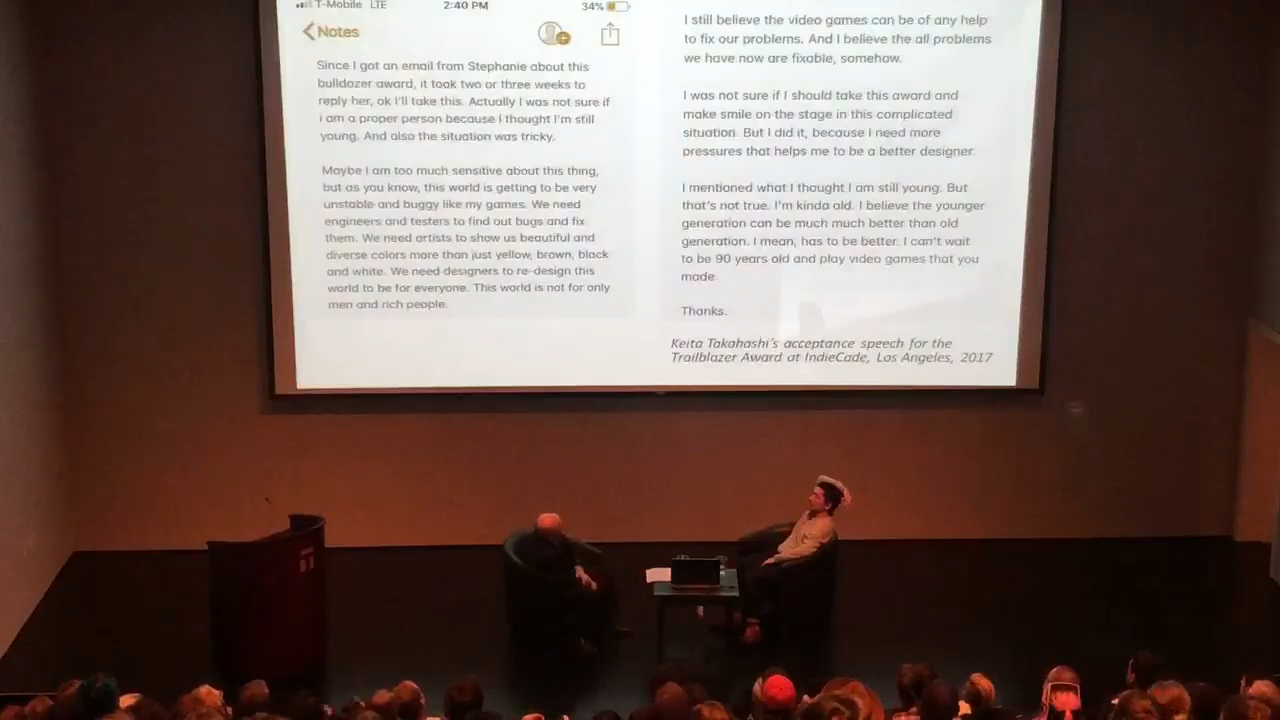 T-Mobile LTE 2:40 PM 34%
Notes
Since I got an email from Stephanie about this
bulldozer award, it took two or three weeks to
reply her, ok I'll take this. Actually I was not sure if
i am a proper person because I thought I'm still
young. And also the situation was tricky.
Maybe I am too much sensitive about this thing,
but as you know, this world is getting to be very
unstable and buggy like my games. We need
engineers and testers to find out bugs and fix
them. We need artists to show us beautiful and
diverse colors more than just yellow, brown, black
and white. We need designers to re-design this
world to be for everyone. This world is not for only
men and rich people.
I still believe the video games can be of any help
to fix our problems. And I believe the all problems
we have now are fixable, somehow.
I was not sure if I should take this award and
make smile on the stage in this complicated
situation. But I did it, because I need more
pressures that helps me to be a better designer.
I mentioned what I thought I am still young. But
that's not true. I'm kinda old. I believe the younger
generation can be much much better than old
generation. I mean, has to be better. I can't wait
to be 90 years old and play video games that you
made.
Thanks.
Keita Takahashi's acceptance speech for the
Trailblazer Award at IndieCade, Los Angeles, 2017